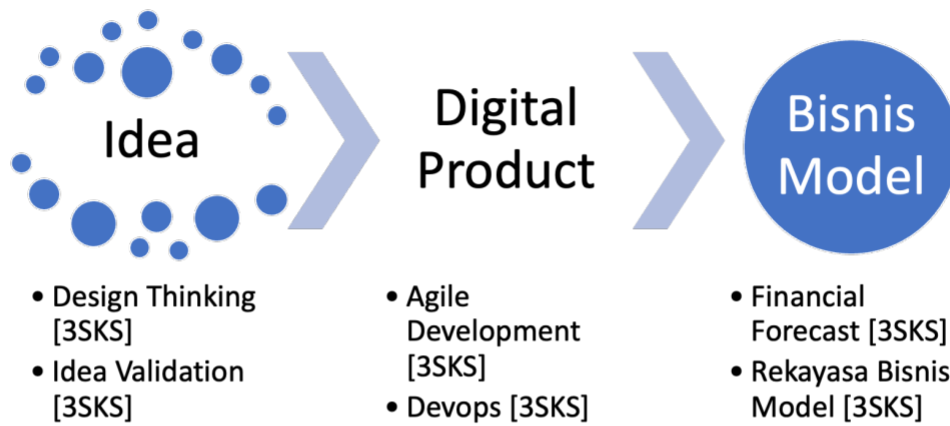 Idea
Digital
Product
Bisnis
Model
• Design Thinking
[3SKS]
• Idea Validation
[3SKS]
• Agile
Development
[3SKS]
• Devops [3SKS]
• Financial
Forecast [3SKS]
• Rekayasa Bisnis
Model [3SKS]